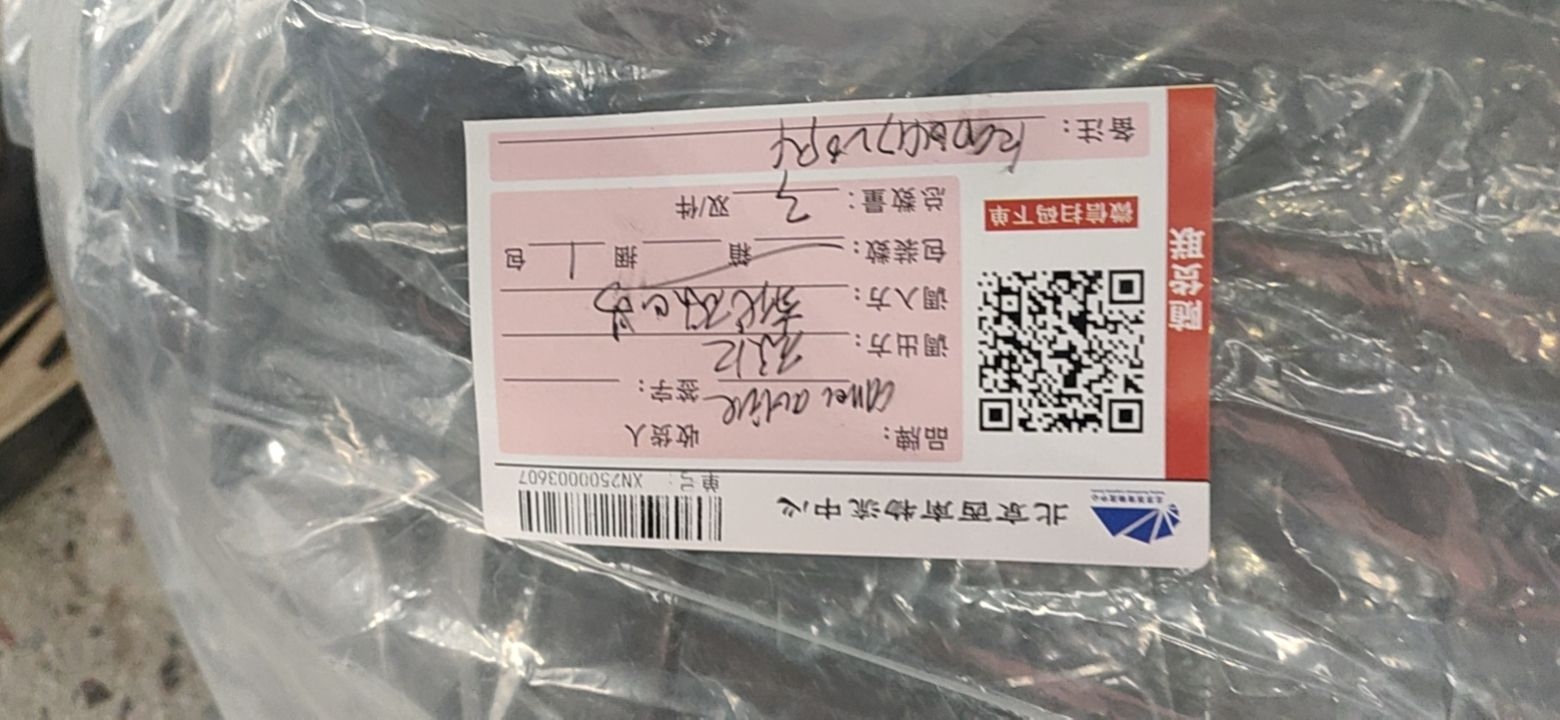 北京西南物流中心
单号: XN2500003607
品牌: camel active 收货人签字:
调出方:
调入方:
包装数: 箱 捆 1 包
总数量: 3 双/件
备注:
微信扫码下单
随货联